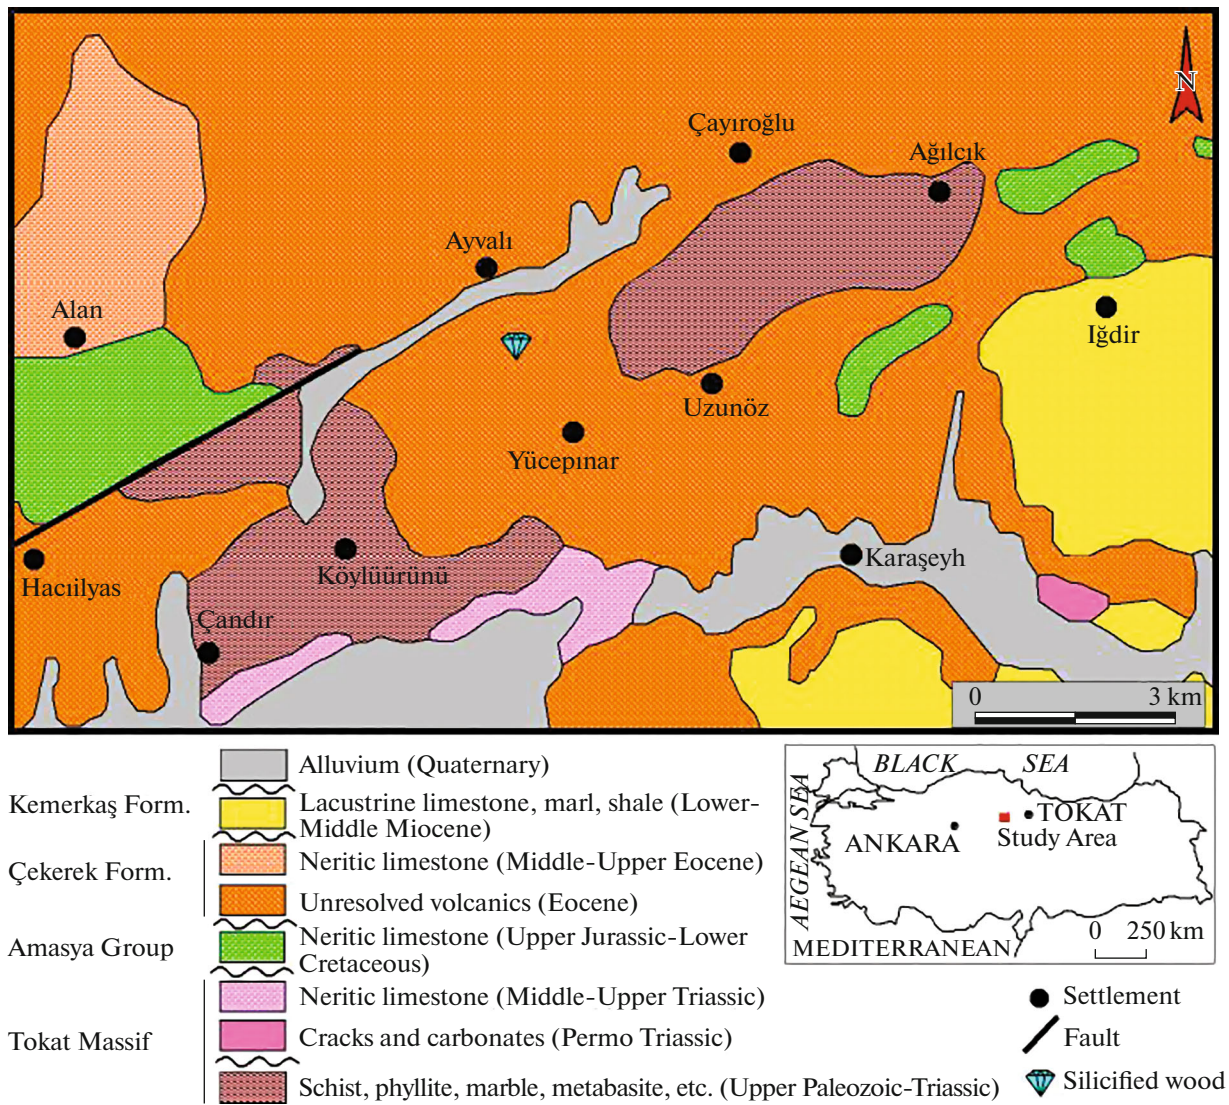 N
Çayıroğlu
Ağılcık
Ayvalı
Alan
Iğdir
Uzunöz
Yücepınar
Karaşeyh
Hacıilyas
Köylüürünü
Çandır
0 3 km
Alluvium (Quaternary)
Kemerkaş Form.
Lacustrine limestone, marl, shale (Lower-
Middle Miocene)
Çekerek Form.
Neritic limestone (Middle-Upper Eocene)
Unresolved volcanics (Eocene)
Amasya Group
Neritic limestone (Upper Jurassic-Lower
Cretaceous)
Tokat Massif
Neritic limestone (Middle-Upper Triassic)
Cracks and carbonates (Permo Triassic)
Schist, phyllite, marble, metabasite, etc. (Upper Paleozoic-Triassic)
BLACK SEA
AEGEAN SEA
TOKAT
ANKARA
Study Area
MEDITERRANEAN
0 250 km
Settlement
Fault
Silicified wood